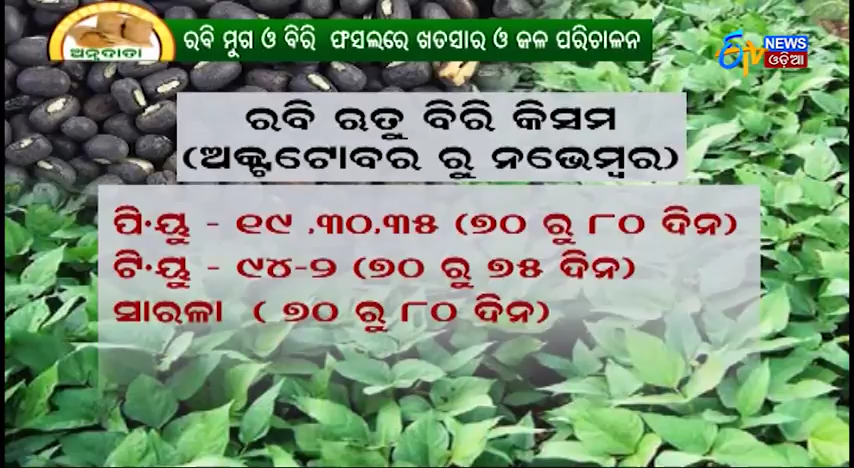 ଅନ୍ନଦାତା
ରବି ମୁଗ ଓ ବିରି ଫସଲରେ ଖତସାର ଓ ଜଳ ପରିଚାଳନ
etv NEWS
ଓଡ଼ିଆ
ରବି ଋତୁ ବିରି କିସମ
(ଅକ୍ଟଟୋବର ରୁ ନଭେମ୍ବର)
ପି.ୟୁ - ୧୯ ,୩୦,୩୫ (୭୦ ରୁ ୮୦ ଦିନ)
ଟି.ୟୁ - ୯୪-୨ (୭୦ ରୁ ୭୫ ଦିନ)
ସାରଳା ( ୭୦ ରୁ ୮୦ ଦିନ)